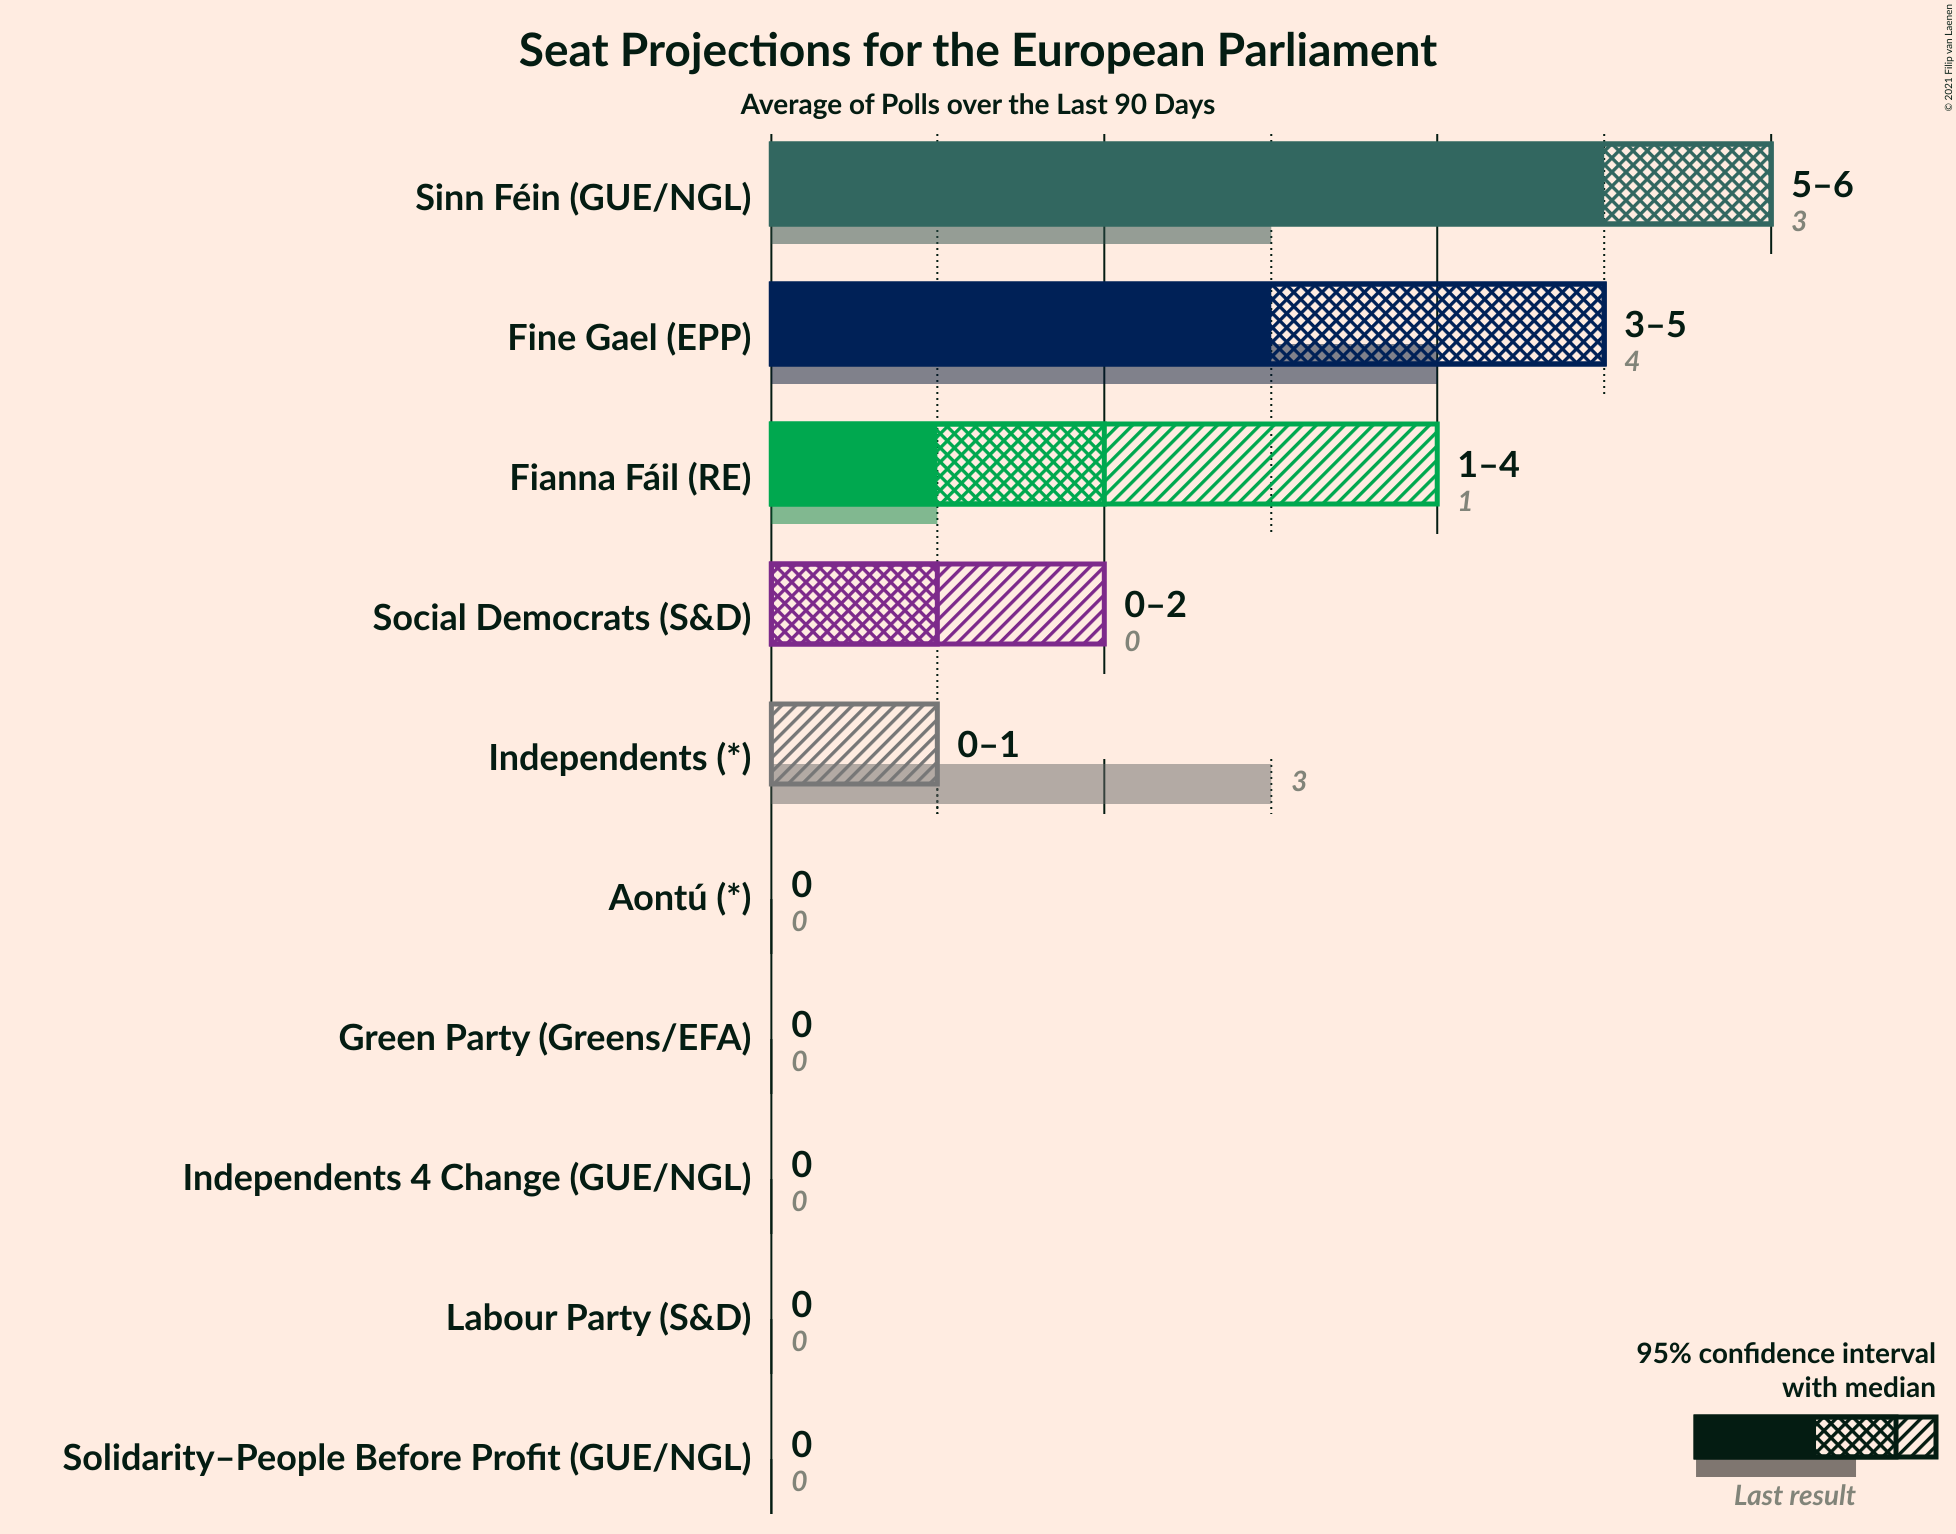 Seat Projections for the European Parliament
Average of Polls over the Last 90 Days
© 2021 Filip van Laenen
Sinn Féin (GUE/NGL)
5–6
3
Fine Gael (EPP)
3–5
4
Fianna Fáil (RE)
1–4
1
Social Democrats (S&D)
0–2
0
Independents (*)
0–1
3
Aontú (*)
0
0
Green Party (Greens/EFA)
0
0
Independents 4 Change (GUE/NGL)
0
0
Labour Party (S&D)
0
0
Solidarity–People Before Profit (GUE/NGL)
0
0
95% confidence interval
with median
Last result